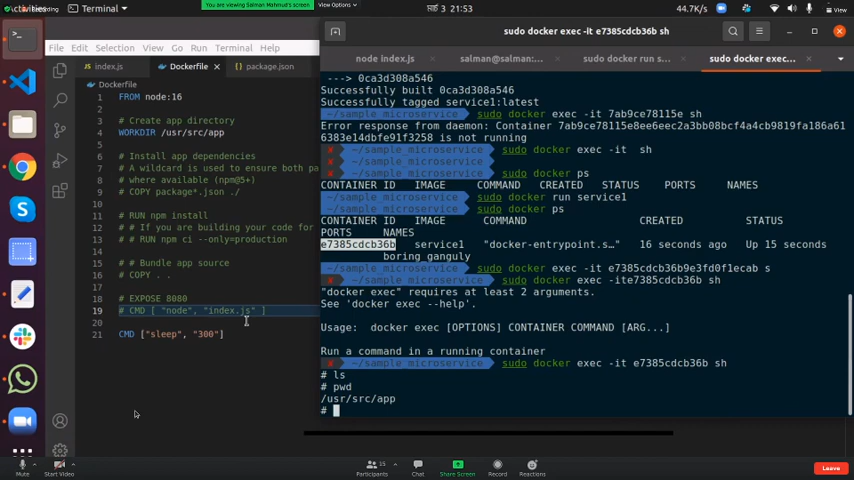 Recording
Terminal
You are viewing Salman Mahmud's screen
View Options
3 21:53
44.7K/s
View
sudo docker exec -it e7385cdcb36b sh
File Edit Selection View Go Run Terminal Help
node index.js
salman@salman:...
sudo docker run s...
sudo docker exec...
index.js
Dockerfile
package.json
Dockerfile
1 FROM node:16
2
3 # Create app directory
4 WORKDIR /usr/src/app
5
6 # Install app dependencies
7 # A wildcard is used to ensure both pa
8 # where available (npm@5+)
9 # COPY package*.json ./
10
11 # RUN npm install
12 # # If you are building your code for
13 # # RUN npm ci --only=production
14
15 # # Bundle app source
16 # COPY . .
17
18 # EXPOSE 8080
19 # CMD [ "node", "index.js" ]
20
21 CMD ["sleep", "300"]
---> 0ca3d308a546
Successfully built 0ca3d308a546
Successfully tagged service1:latest
~/sample_microservice sudo docker exec -it 7ab9ce78115e sh
Error response from daemon: Container 7ab9ce78115e8ee6eec2a3bb08bcf4a4cb9819fa186a61
6383e14dbfe91f3258 is not running
✘ ~/sample_microservice sudo docker exec -it  sh
✘ ~/sample_microservice
✘ ~/sample_microservice sudo docker ps
CONTAINER ID IMAGE COMMAND CREATED STATUS PORTS NAMES
~/sample_microservice sudo docker run service1
~/sample_microservice sudo docker ps
CONTAINER ID IMAGE COMMAND CREATED STATUS
PORTS NAMES
e7385cdcb36b service1 "docker-entrypoint.s…" 16 seconds ago Up 15 seconds
boring_ganguly
~/sample_microservice sudo docker exec -it e7385cdcb36b9e3fd0f1ecab s
✘ ~/sample_microservice sudo docker exec -ite7385cdcb36b sh
"docker exec" requires at least 2 arguments.
See 'docker exec --help'.
Usage: docker exec [OPTIONS] CONTAINER COMMAND [ARG...]
Run a command in a running container
✘ ~/sample_microservice sudo docker exec -it e7385cdcb36b sh
# ls
# pwd
/usr/src/app
#
Mute
Start Video
15
Participants
Chat
Share Screen
Record
Reactions
Leave